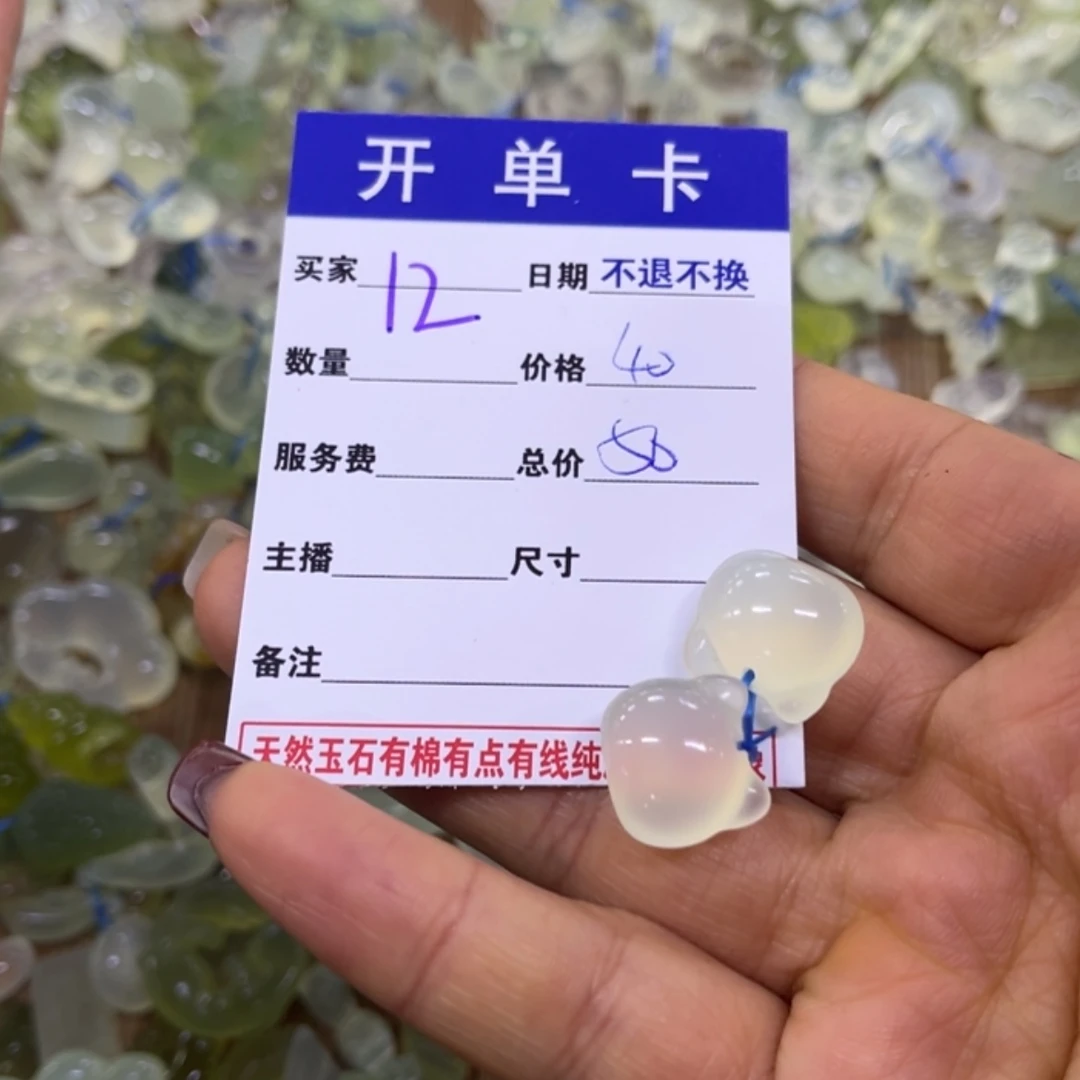 开单卡
买家 12 日期 不退不换
数量 价格 40
服务费 总价 50
主播 尺寸
备注
天然玉石有棉有点有线纯